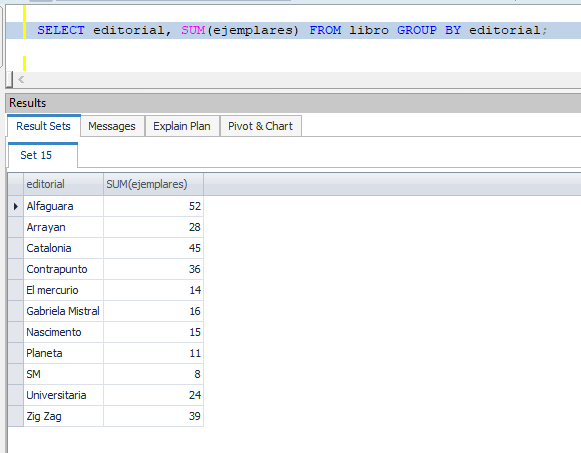 SELECT editorial, SUM(ejemplares) FROM libro GROUP BY editorial;
Results
Result Sets Messages Explain Plan Pivot & Chart
Set 15
editorial SUM(ejemplares)
Alfaguara 52
Arrayan 28
Catalonia 45
Contrapunto 36
El mercurio 14
Gabriela Mistral 16
Nascimento 15
Planeta 11
SM 8
Universitaria 24
Zig Zag 39